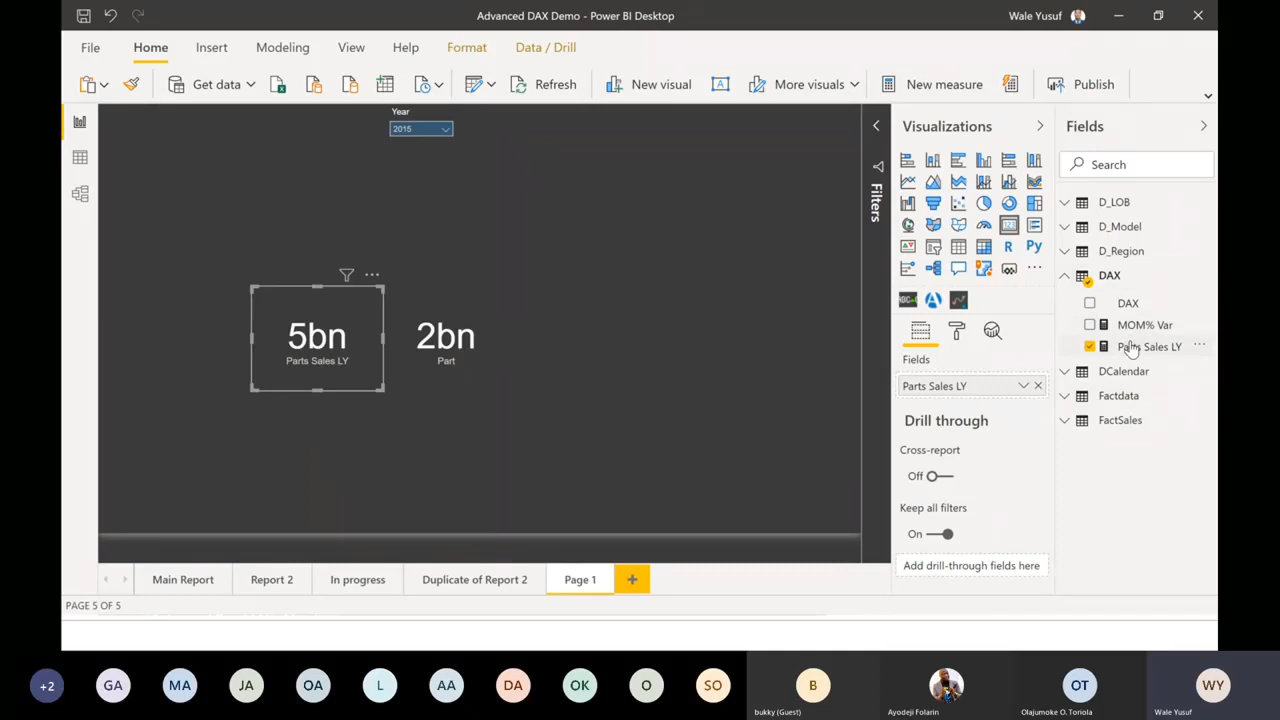 Advanced DAX Demo - Power BI Desktop
Wale Yusuf
File Home Insert Modeling View Help Format Data / Drill
Get data Refresh New visual More visuals New measure Publish
Year
2015
5bn
Parts Sales LY
2bn
Part
Filters
Visualizations
R Py
Fields
Parts Sales LY
Drill through
Cross-report
Off
Keep all filters
On
Add drill-through fields here
Fields
Search
D_LOB
D_Model
D_Region
DAX
DAX
MOM% Var
Parts Sales LY
DCalendar
Factdata
FactSales
Main Report Report 2 In progress Duplicate of Report 2 Page 1
PAGE 5 OF 5
+2 GA MA JA OA L AA DA OK O SO B OT WY
bukky (Guest) Ayodeji Folarin Olajumoke O. Toriola Wale Yusuf